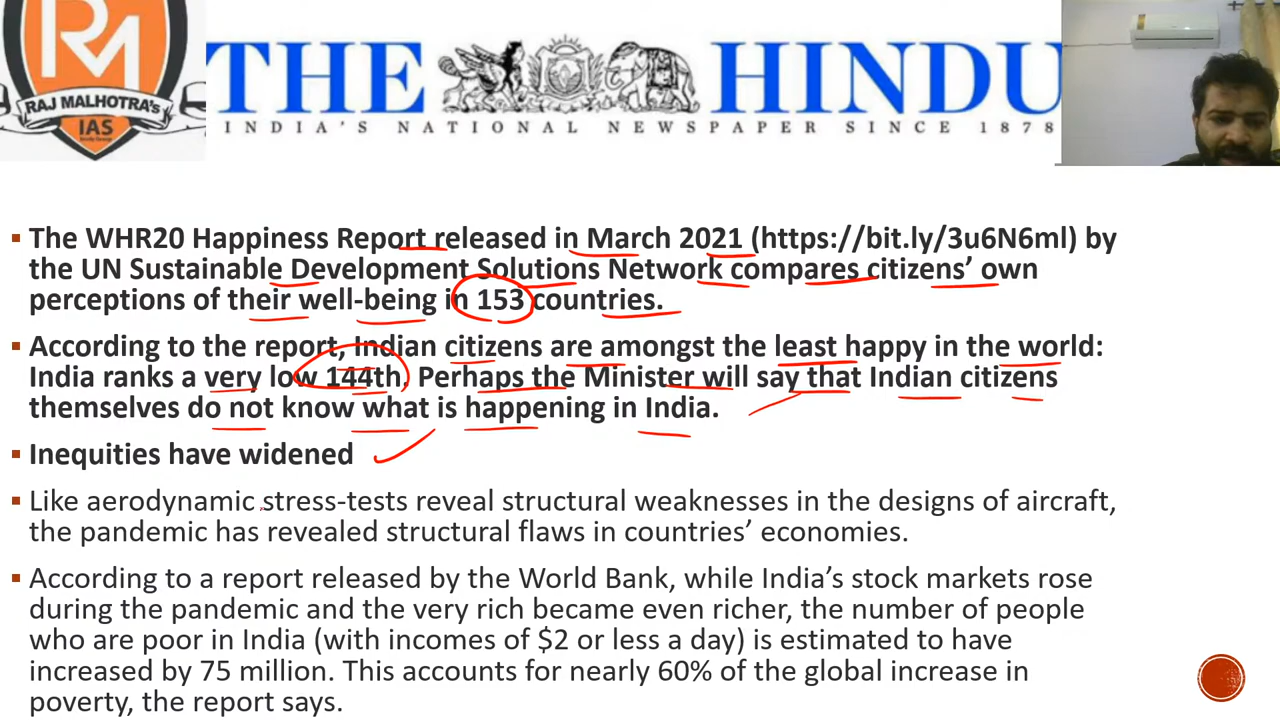 RM
RAJ MALHOTRA's
IAS
THE HINDU
INDIA'S NATIONAL NEWSPAPER SINCE 1878
The WHR20 Happiness Report released in March 2021 (https://bit.ly/3u6N6ml) by
the UN Sustainable Development Solutions Network compares citizens' own
perceptions of their well-being in 153 countries.
According to the report, Indian citizens are amongst the least happy in the world:
India ranks a very low 144th. Perhaps the Minister will say that Indian citizens
themselves do not know what is happening in India.
Inequities have widened
Like aerodynamic stress-tests reveal structural weaknesses in the designs of aircraft,
the pandemic has revealed structural flaws in countries' economies.
According to a report released by the World Bank, while India's stock markets rose
during the pandemic and the very rich became even richer, the number of people
who are poor in India (with incomes of $2 or less a day) is estimated to have
increased by 75 million. This accounts for nearly 60% of the global increase in
poverty, the report says.